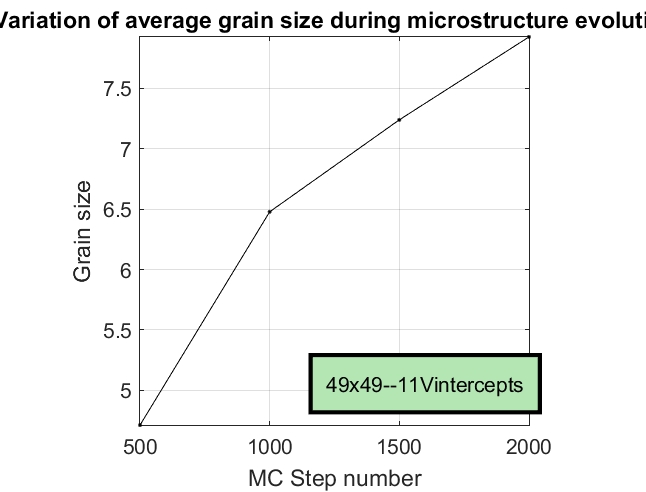 Variation of average grain size during microstructure evoluti
7.5
7
6.5
6
5.5
5
Grain size
49x49--11Vintercepts
500 1000 1500 2000
MC Step number